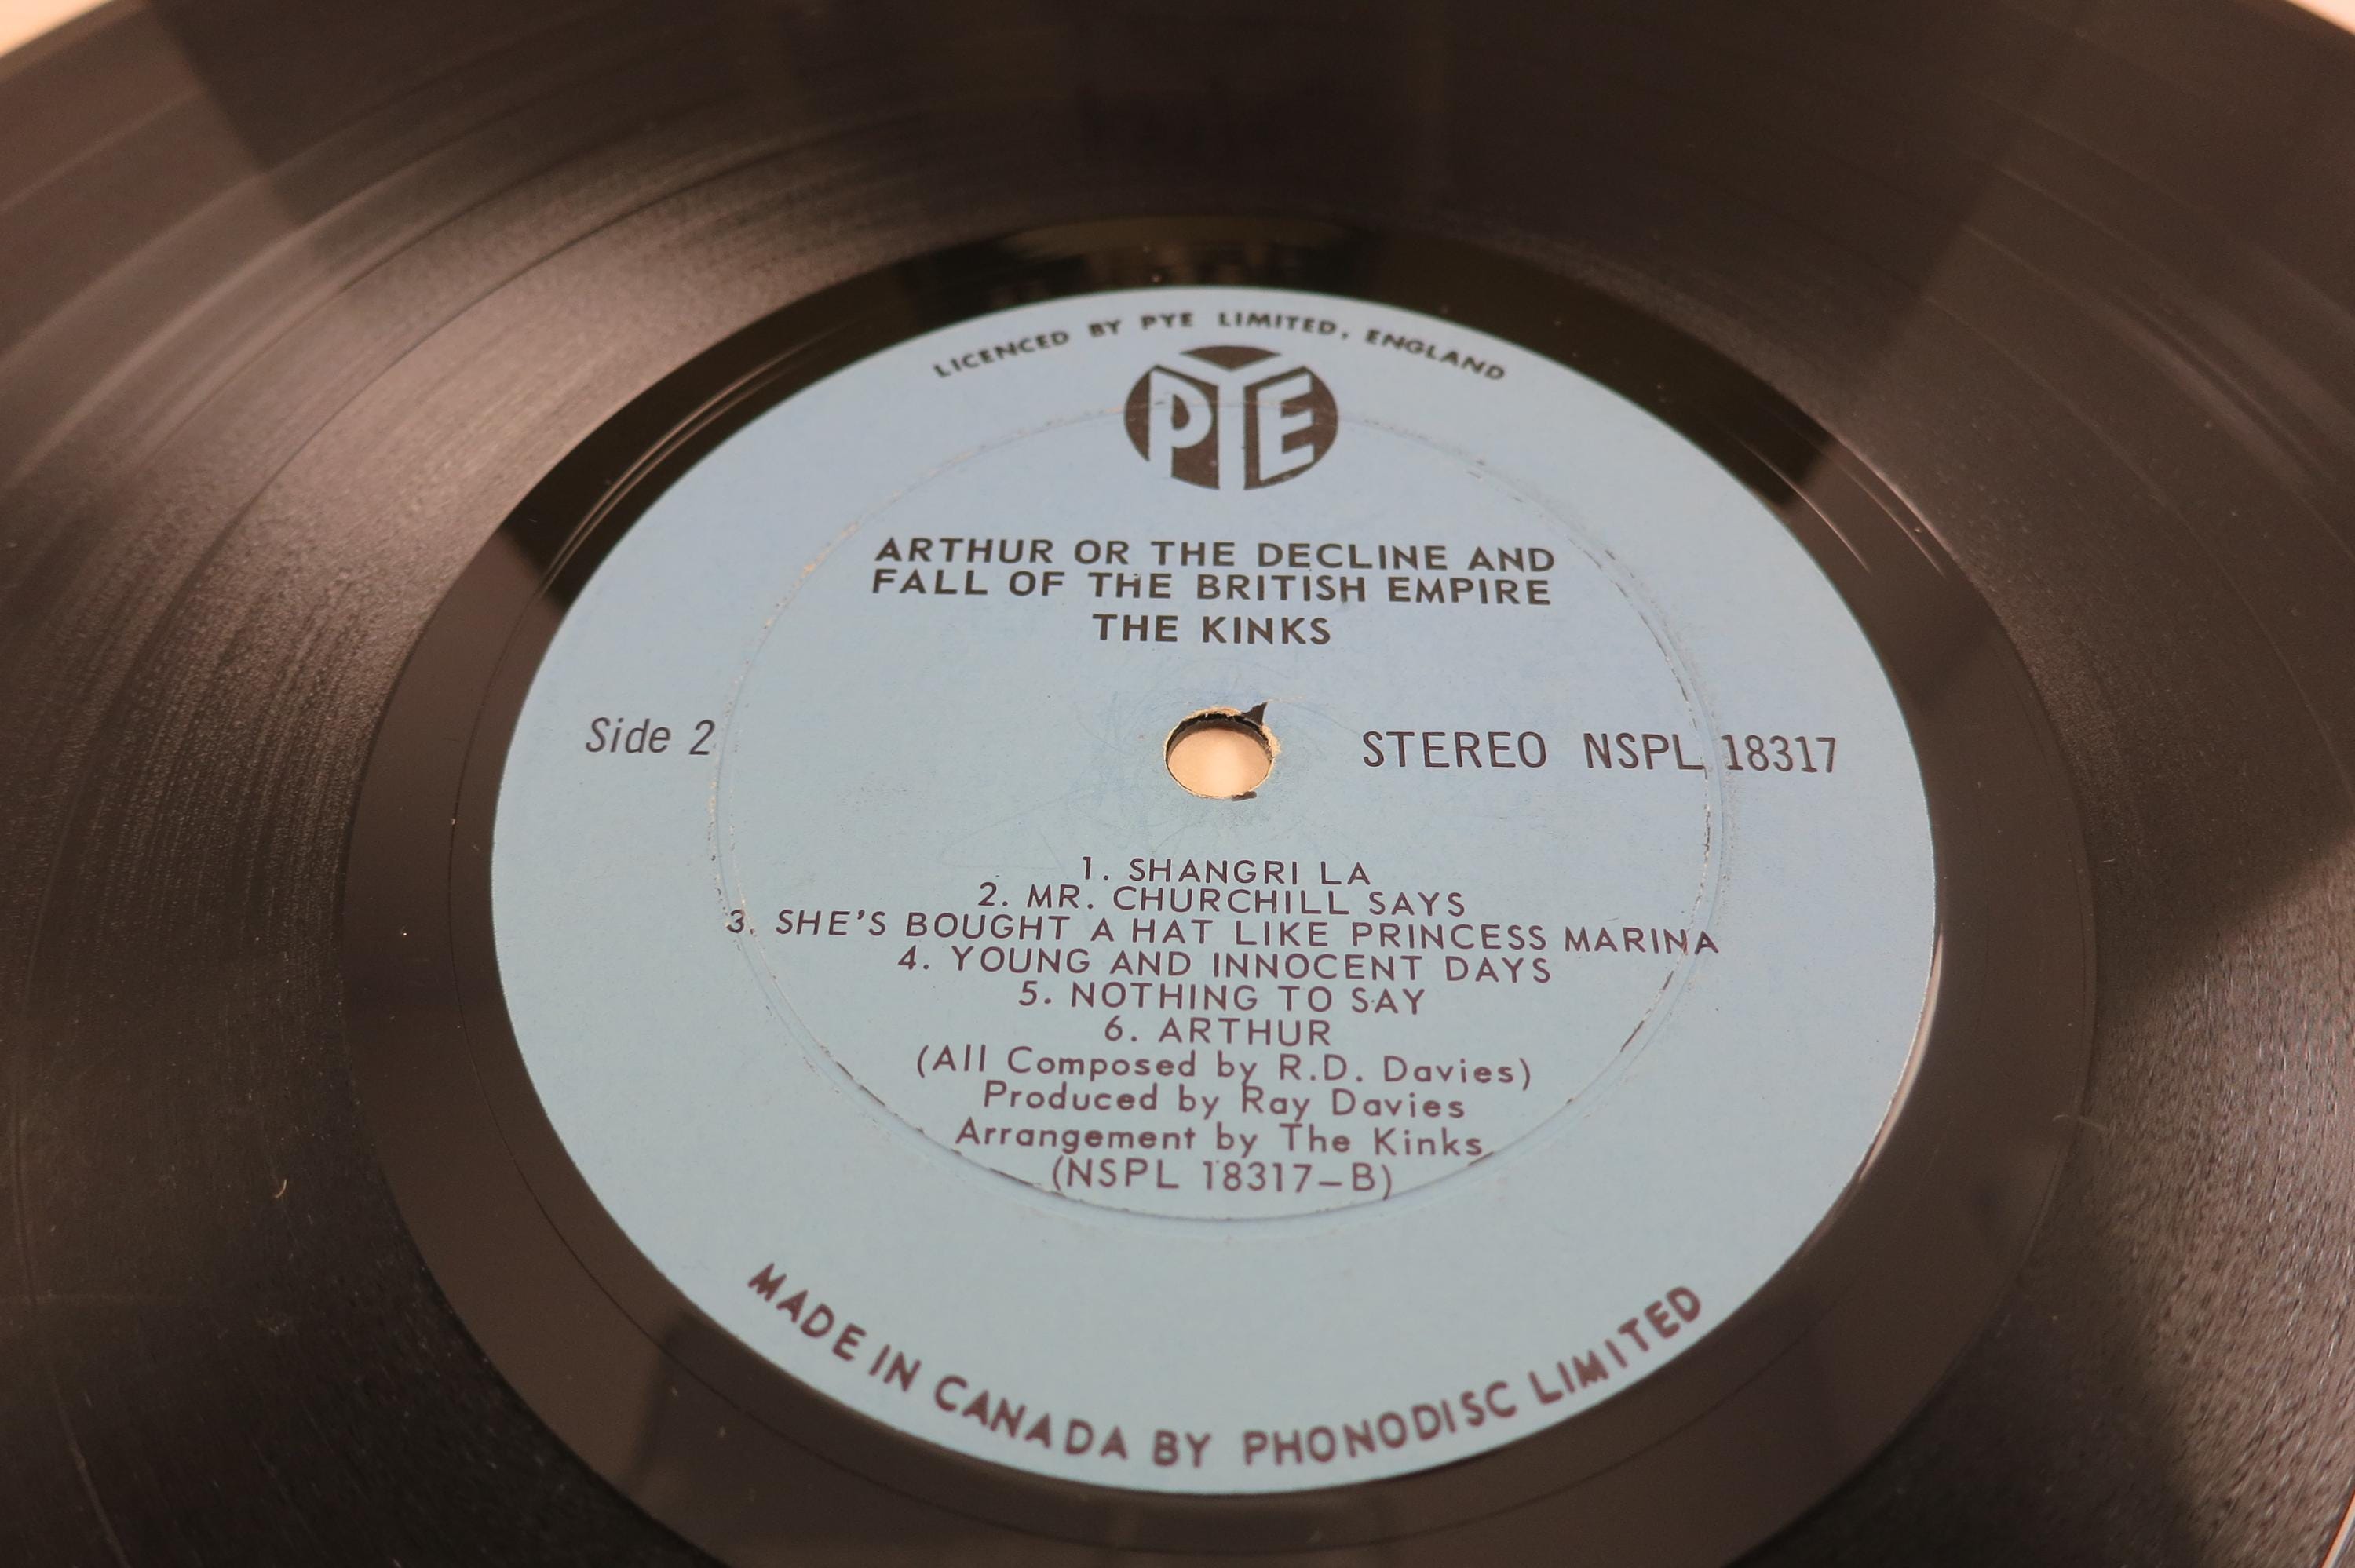 LICENCED BY PYE LIMITED, ENGLAND
PYE
ARTHUR OR THE DECLINE AND
FALL OF THE BRITISH EMPIRE
THE KINKS
Side 2
STEREO NSPL 18317
1. SHANGRI LA
2. MR. CHURCHILL SAYS
3. SHE'S BOUGHT A HAT LIKE PRINCESS MARINA
4. YOUNG AND INNOCENT DAYS
5. NOTHING TO SAY
6. ARTHUR
(All Composed by R.D. Davies)
Produced by Ray Davies
Arrangement by The Kinks
(NSPL 18317-B)
MADE IN CANADA BY PHONODISC LIMITED